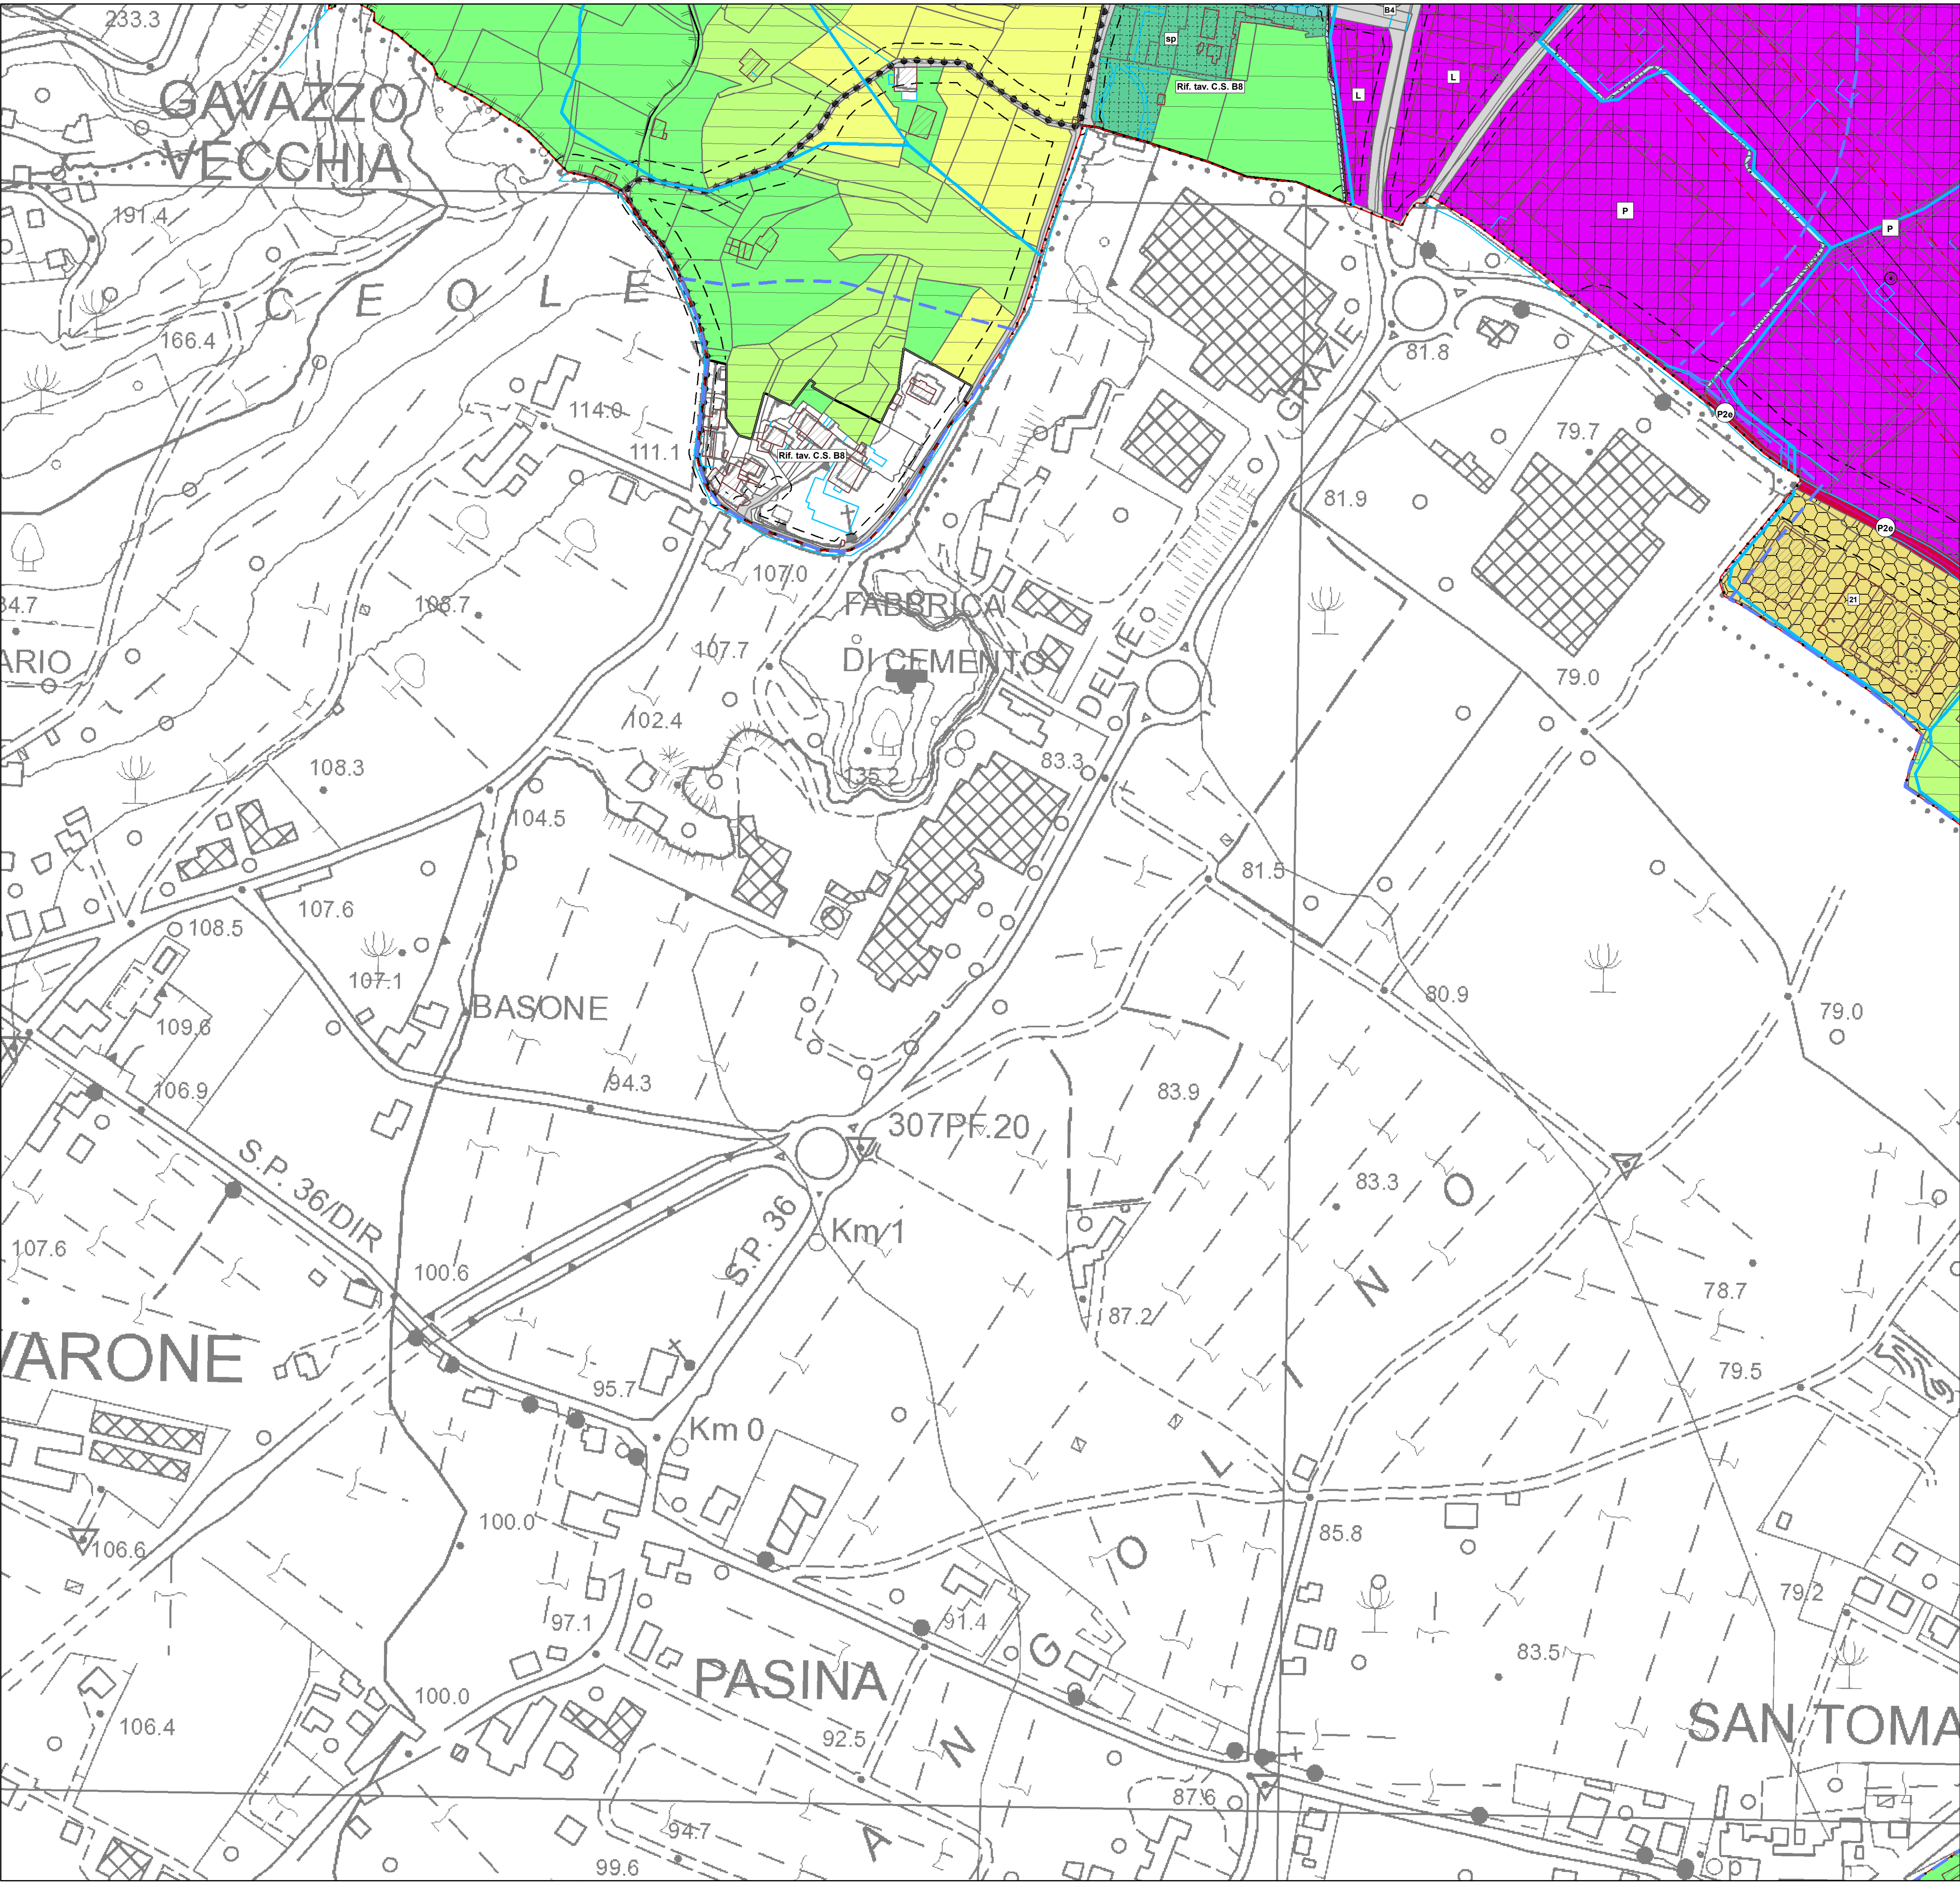 233.3
B4
sp
Rif. tav. C.S. B8
L
L
GAVAZZO
VECCHIA
191.4
P
P
C E O L E
166.4
GRAZIE
81.8
114.0
111.1
P2e
79.7
Rif. tav. C.S. B8
81.9
P2e
107.0
108.7
FABBRICA
34.7
21
107.7
DI CEMENTO
ARIO
DELLE
79.0
102.4
108.3
83.3
135.2
104.5
81.5
107.6
108.5
107.1
80.9
BASONE
79.0
109.6
94.3
106.9
83.9
307PF.20
S.P. 36/DIR
83.3
O
S.P. 36
Km 1
107.6
100.6
N
78.7
87.2
VARONE
I
79.5
95.7
Km 0
L
100.0
85.8
106.6
O
79.2
97.1
91.4
G
83.5
PASINA
100.0
106.4
92.5
N
SAN TOMA
87.6
94.7
A
99.6
p